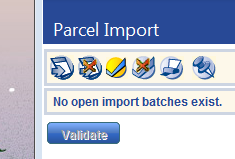 Parcel Import
No open import batches exist.
Validate